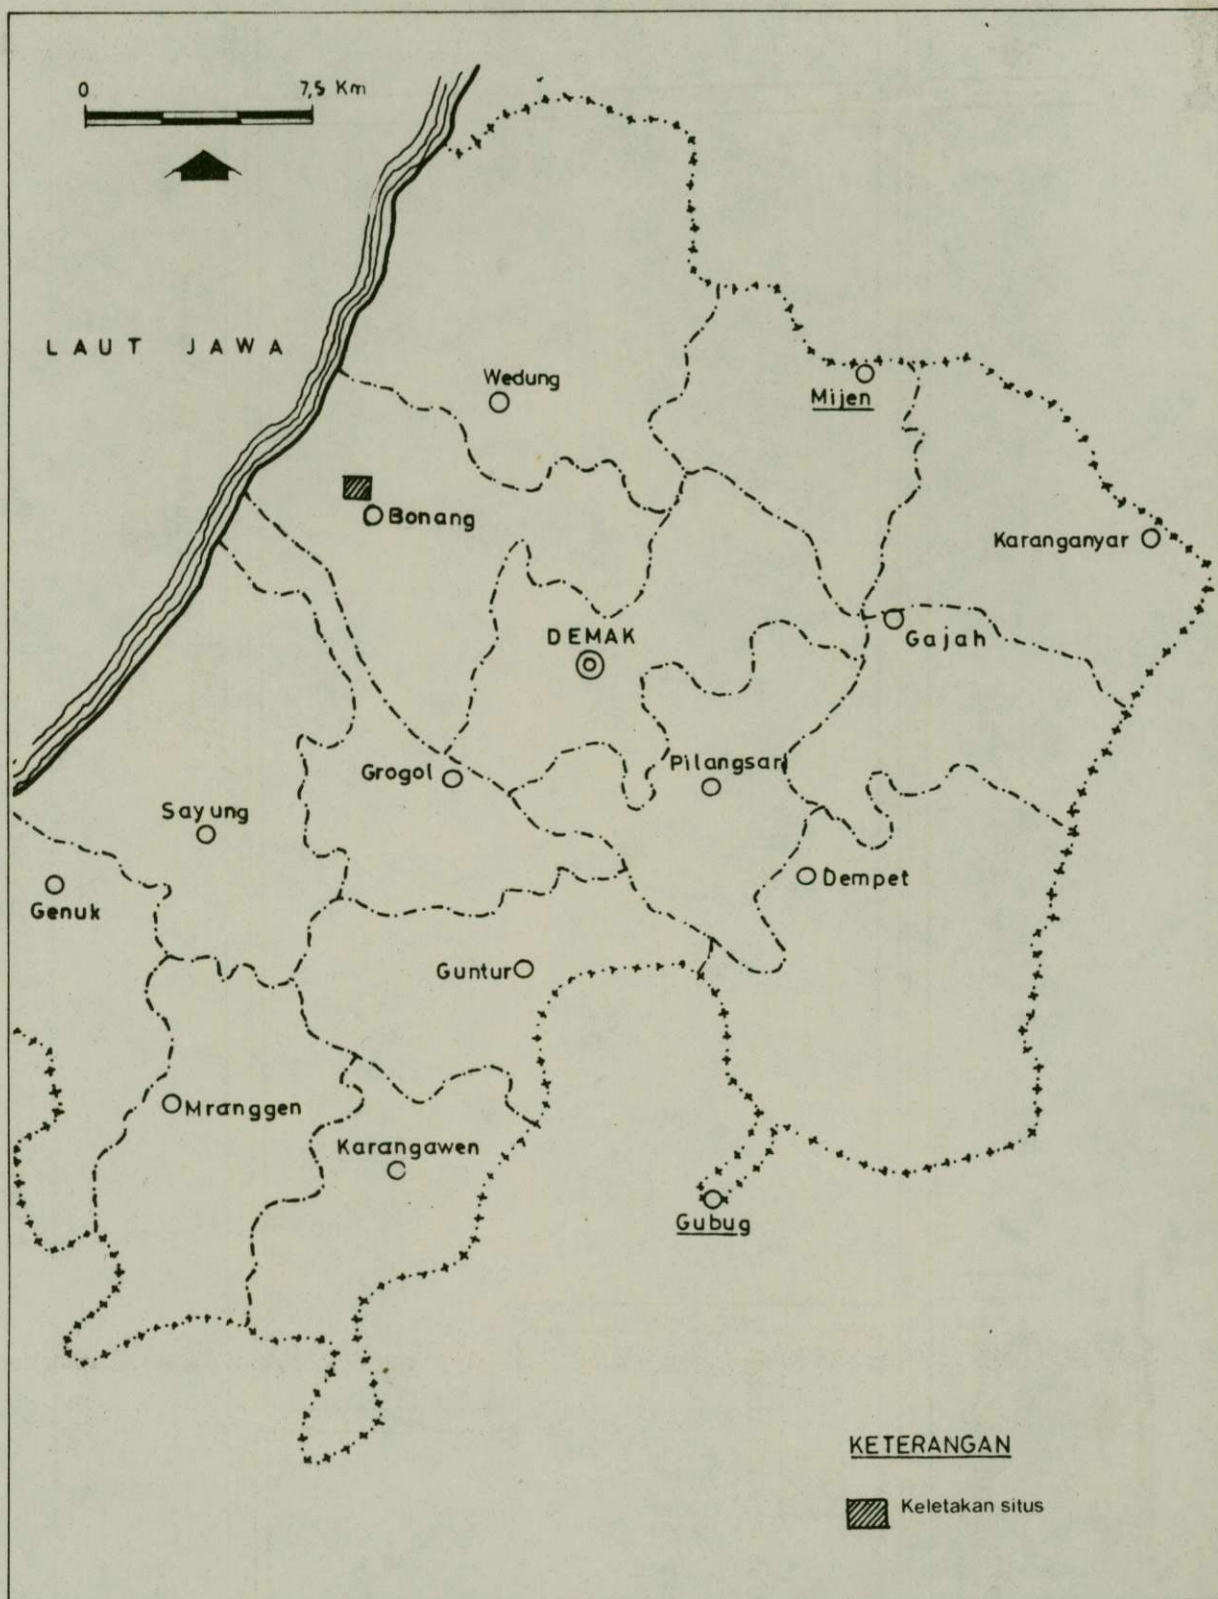 0 7,5 Km
LAUT JAWA
Wedung
Mijen
Bonang
Karanganyar
DEMAK
Gajah
Pilangsari
Grogol
Sayung
Dempet
Genuk
Guntur
Mranggen
Karangawen
Gubug
KETERANGAN
Keletakan situs